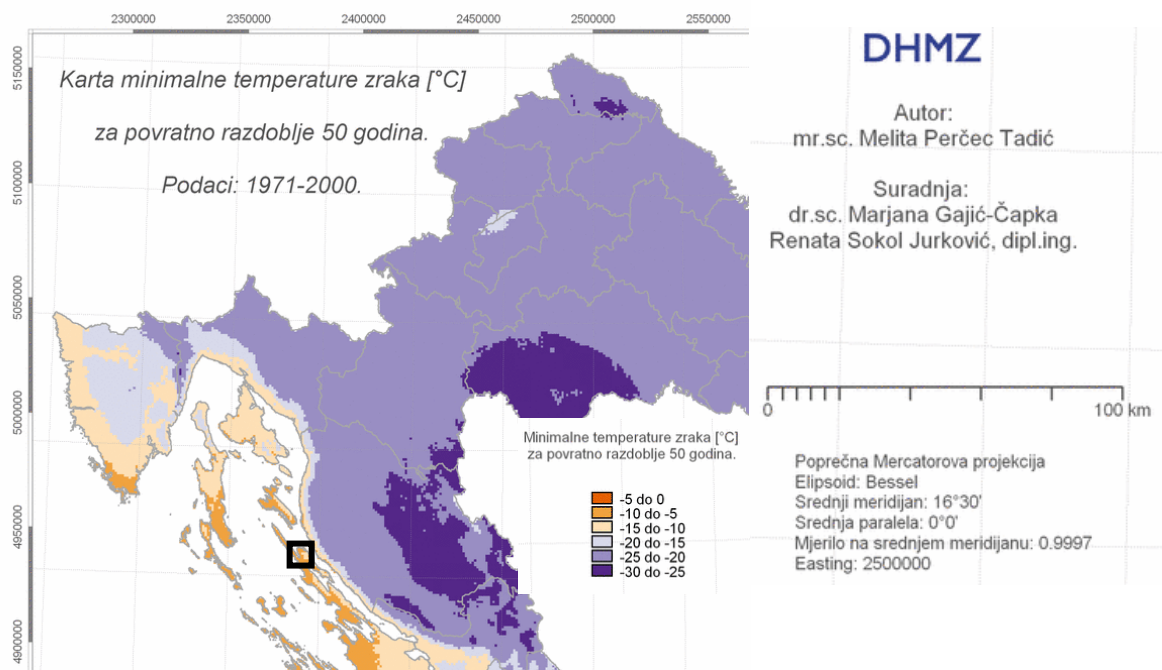 2300000 2350000 2400000 2450000 2500000 2550000
5150000
5100000
5050000
5000000
4950000
4900000
Karta minimalne temperature zraka [°C]
za povratno razdoblje 50 godina.
Podaci: 1971-2000.
Minimalne temperature zraka [°C]
za povratno razdoblje 50 godina.
-5 do 0
-10 do -5
-15 do -10
-20 do -15
-25 do -20
-30 do -25
DHMZ
Autor:
mr.sc. Melita Perčec Tadić
Suradnja:
dr.sc. Marjana Gajić-Čapka
Renata Sokol Jurković, dipl.ing.
0 100 km
Poprečna Mercatorova projekcija
Elipsoid: Bessel
Srednji meridijan: 16°30'
Srednja paralela: 0°0'
Mjerilo na srednjem meridijanu: 0.9997
Easting: 2500000